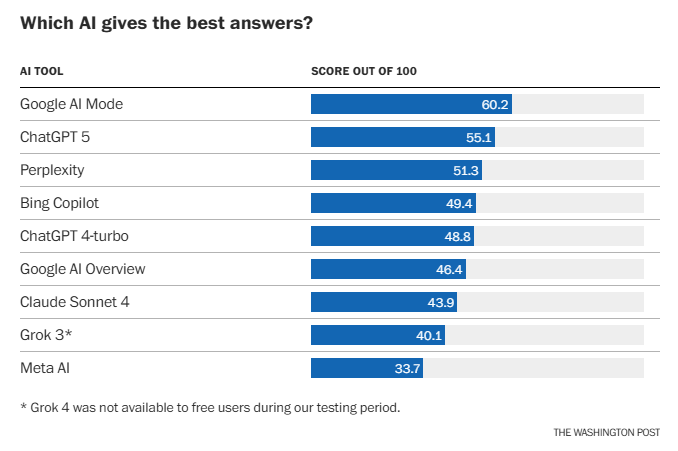 Which AI gives the best answers?
AI TOOL SCORE OUT OF 100
Google AI Mode 60.2
ChatGPT 5 55.1
Perplexity 51.3
Bing Copilot 49.4
ChatGPT 4-turbo 48.8
Google AI Overview 46.4
Claude Sonnet 4 43.9
Grok 3* 40.1
Meta AI 33.7
* Grok 4 was not available to free users during our testing period.
THE WASHINGTON POST